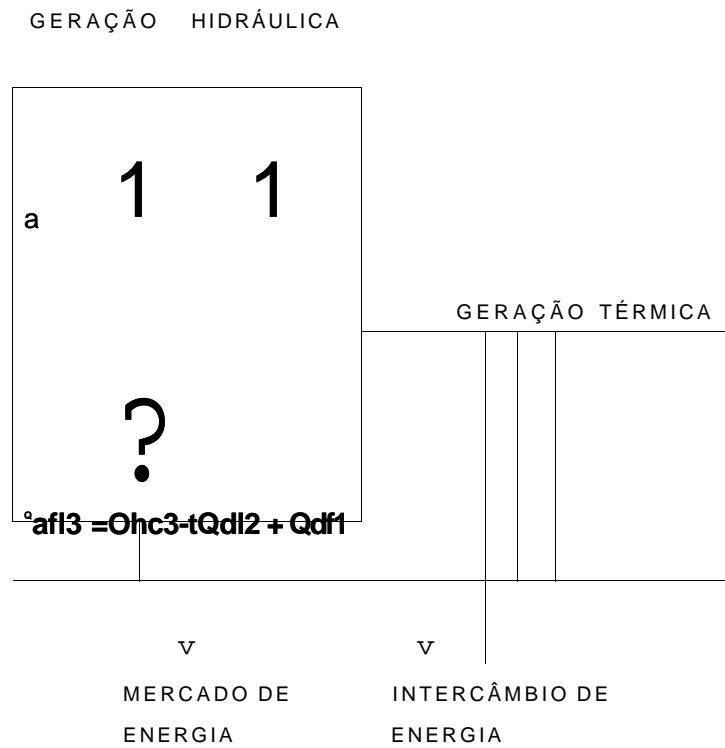 GERAÇÃO HIDRÁULICA
1 1
a
GERAÇÃO TÉRMICA
?
°afl3 =Ohc3-tQdl2 + Qdf1
v v
MERCADO DE INTERCÂMBIO DE
ENERGIA ENERGIA